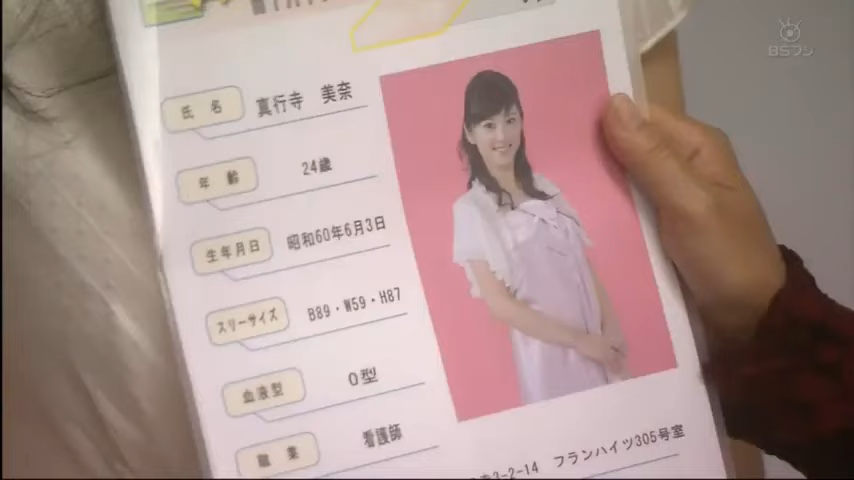 BSフジ
氏 名 真行寺 美奈
年 齢 24歳
生年月日 昭和60年6月3日
スリーサイズ B89・W59・H87
血液型 O型
職 業 看護師
3-2-14 フランハイツ305号室